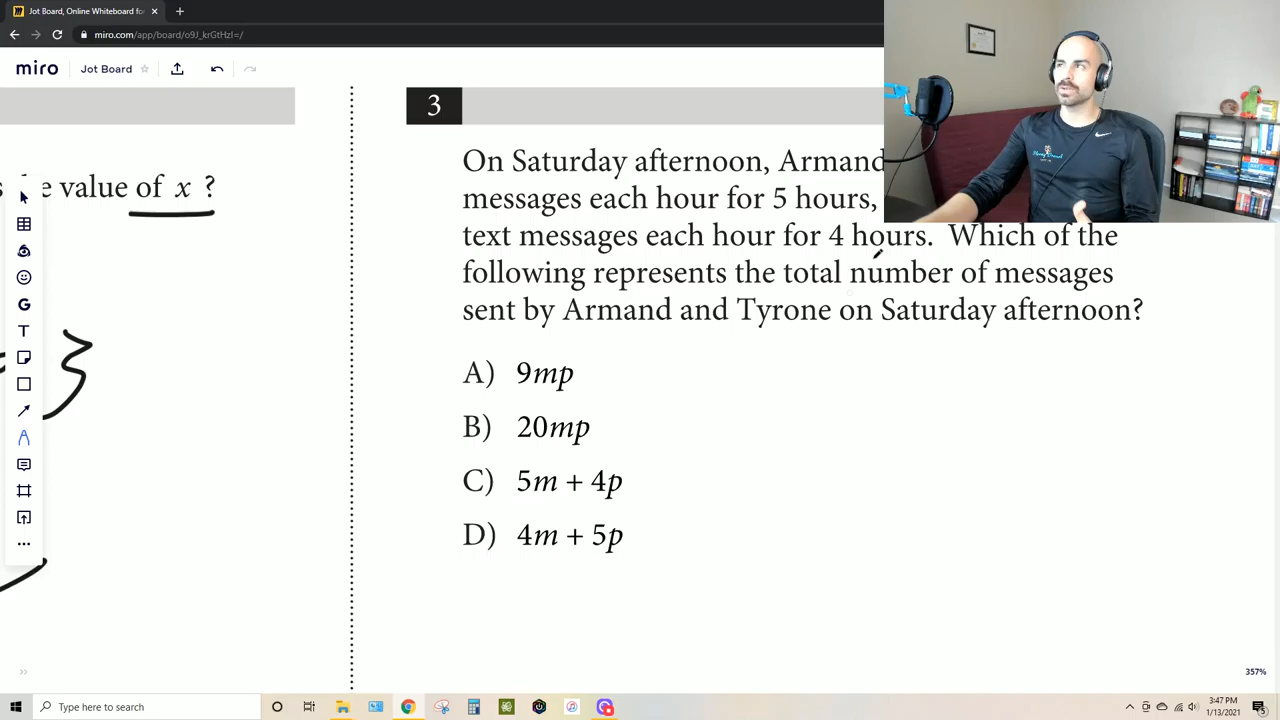 Jot Board, Online Whiteboard for
miro.com/app/board/o9J_krGtHzI=/
miro
Jot Board
3
e value of x ?
On Saturday afternoon, Armand
messages each hour for 5 hours,
text messages each hour for 4 hours. Which of the
following represents the total number of messages
sent by Armand and Tyrone on Saturday afternoon?
A) 9mp
B) 20mp
C) 5m + 4p
D) 4m + 5p
357%
Type here to search
3:47 PM
1/13/2021